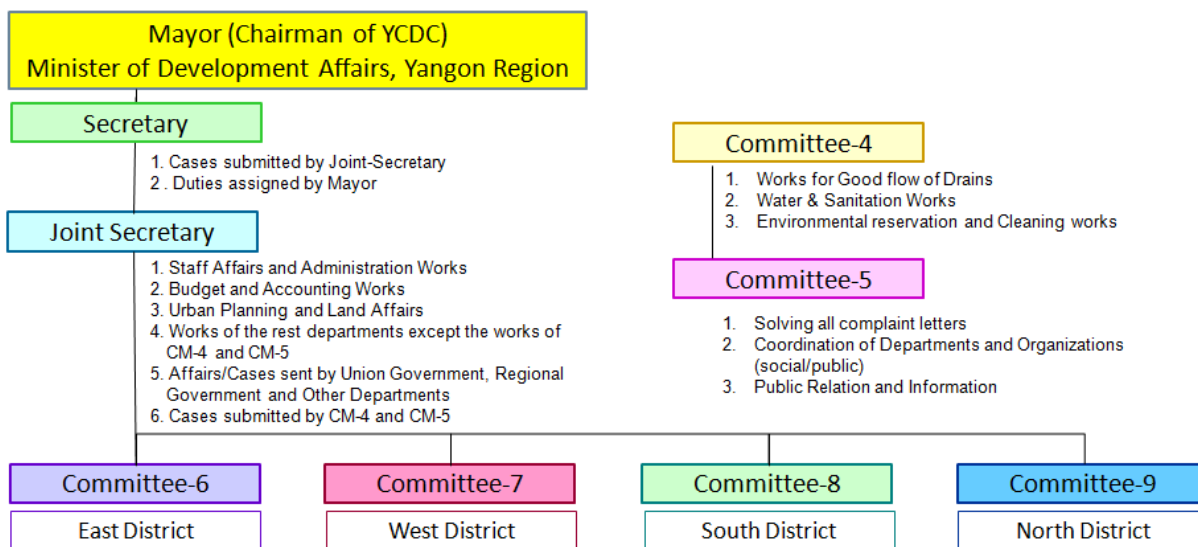 Mayor (Chairman of YCDC)
Minister of Development Affairs, Yangon Region
Secretary
1. Cases submitted by Joint-Secretary
2 . Duties assigned by Mayor
Joint Secretary
1. Staff Affairs and Administration Works
2. Budget and Accounting Works
3. Urban Planning and Land Affairs
4. Works of the rest departments except the works of
CM-4 and CM-5
5. Affairs/Cases sent by Union Government, Regional
Government and Other Departments
6. Cases submitted by CM-4 and CM-5
Committee-4
1. Works for Good flow of Drains
2. Water & Sanitation Works
3. Environmental reservation and Cleaning works
Committee-5
1. Solving all complaint letters
2. Coordination of Departments and Organizations
(social/public)
3. Public Relation and Information
Committee-6
East District
Committee-7
West District
Committee-8
South District
Committee-9
North District